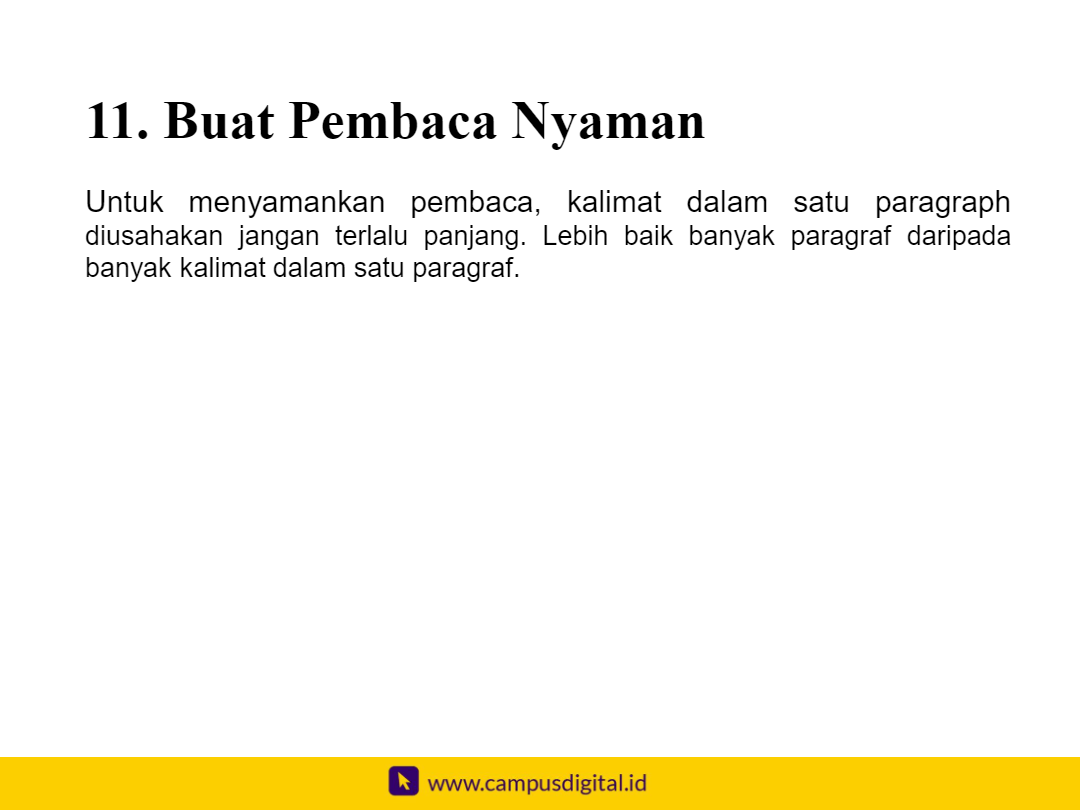 11. Buat Pembaca Nyaman
Untuk menyamankan pembaca, kalimat dalam satu paragraph
diusahakan jangan terlalu panjang. Lebih baik banyak paragraf daripada
banyak kalimat dalam satu paragraf.
www.campusdigital.id